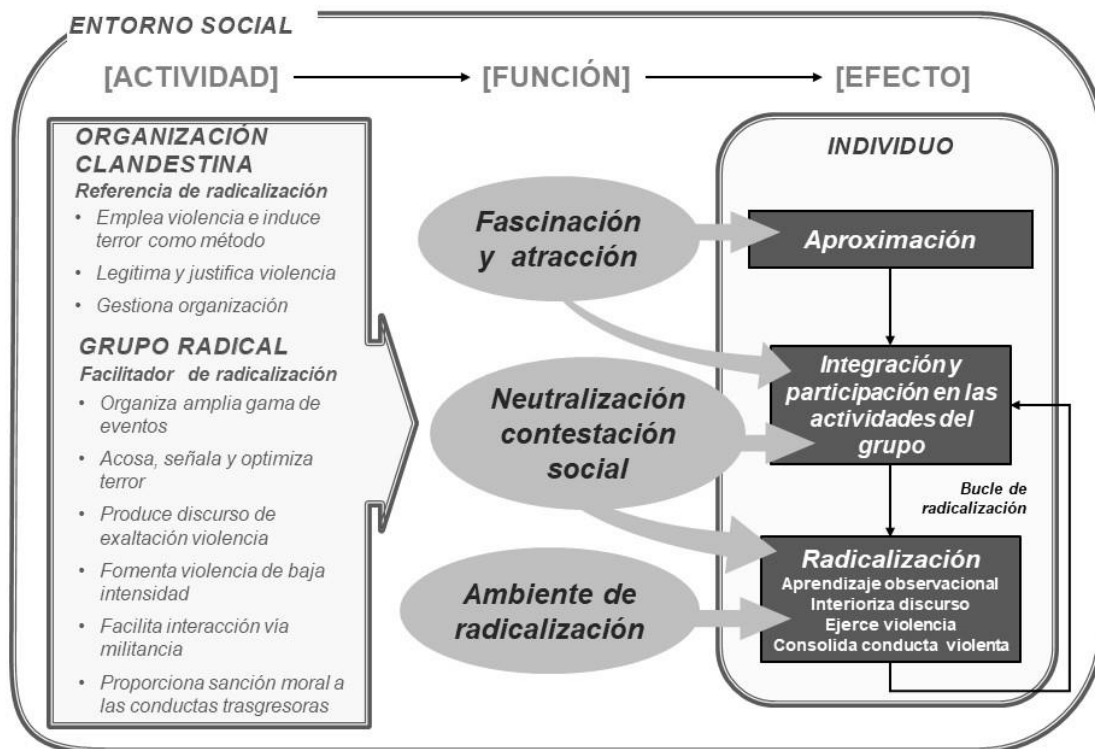 ENTORNO SOCIAL
[ACTIVIDAD]
[FUNCIÓN]
[EFECTO]
ORGANIZACIÓN
CLANDESTINA
Referencia de radicalización
• Emplea violencia e induce
terror como método
• Legitima y justifica violencia
• Gestiona organización
GRUPO RADICAL
Facilitador de radicalización
• Organiza amplia gama de
eventos
• Acosa, señala y optimiza
terror
• Produce discurso de
exaltación violencia
• Fomenta violencia de baja
intensidad
• Facilita interacción vía
militancia
• Proporciona sanción moral a
las conductas trasgresoras
Fascinación
y atracción
Neutralización
contestación
social
Ambiente de
radicalización
INDIVIDUO
Aproximación
Integración y
participación en las
actividades del
grupo
Bucle de
radicalización
Radicalización
Aprendizaje observacional
Interioriza discurso
Ejerce violencia
Consolida conducta violenta